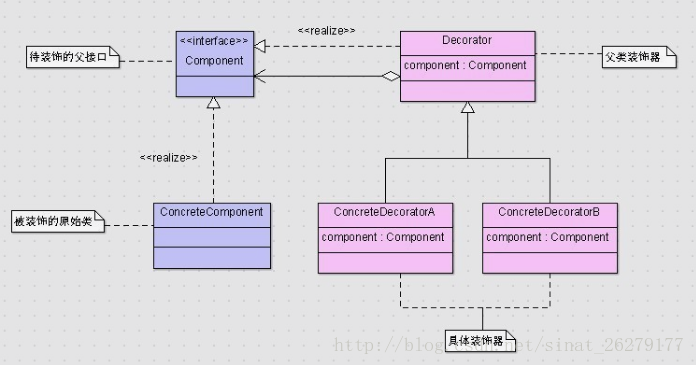 <<realize>>
<<interface>>
Component
Decorator
component : Component
待装饰的父接口
父类装饰器
<<realize>>
ConcreteComponent
被装饰的原始类
ConcreteDecoratorA
component : Component
ConcreteDecoratorB
component : Component
具体装饰器
http://blog.csdn.net/sinat_26279177